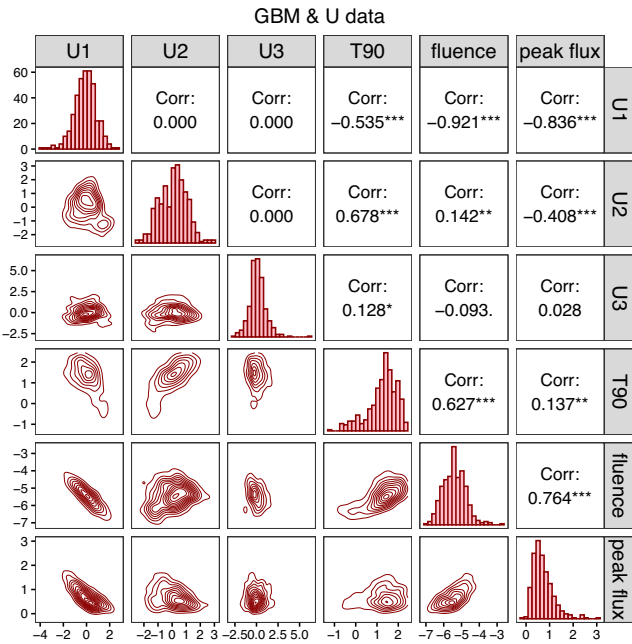 GBM & U data
U1 U2 U3 T90 fluence peak flux
60
40
20
0
Corr:
0.000
Corr:
0.000
Corr:
−0.535***
Corr:
−0.921***
Corr:
−0.836***
U1
3
2
1
0
−1
−2
Corr:
0.000
Corr:
0.678***
Corr:
0.142**
Corr:
−0.408***
U2
5.0
2.5
0.0
−2.5
Corr:
0.128*
Corr:
−0.093.
Corr:
0.028
U3
2
1
0
−1
Corr:
0.627***
Corr:
0.137**
T90
−3
−4
−5
−6
−7
Corr:
0.764***
fluence
3
2
1
0
peak flux
−4 −2 0 2
−2 −1 0 1 2 3
−2.5 0.0 2.5 5.0
−1 0 1 2
−7 −6 −5 −4 −3
0 1 2 3